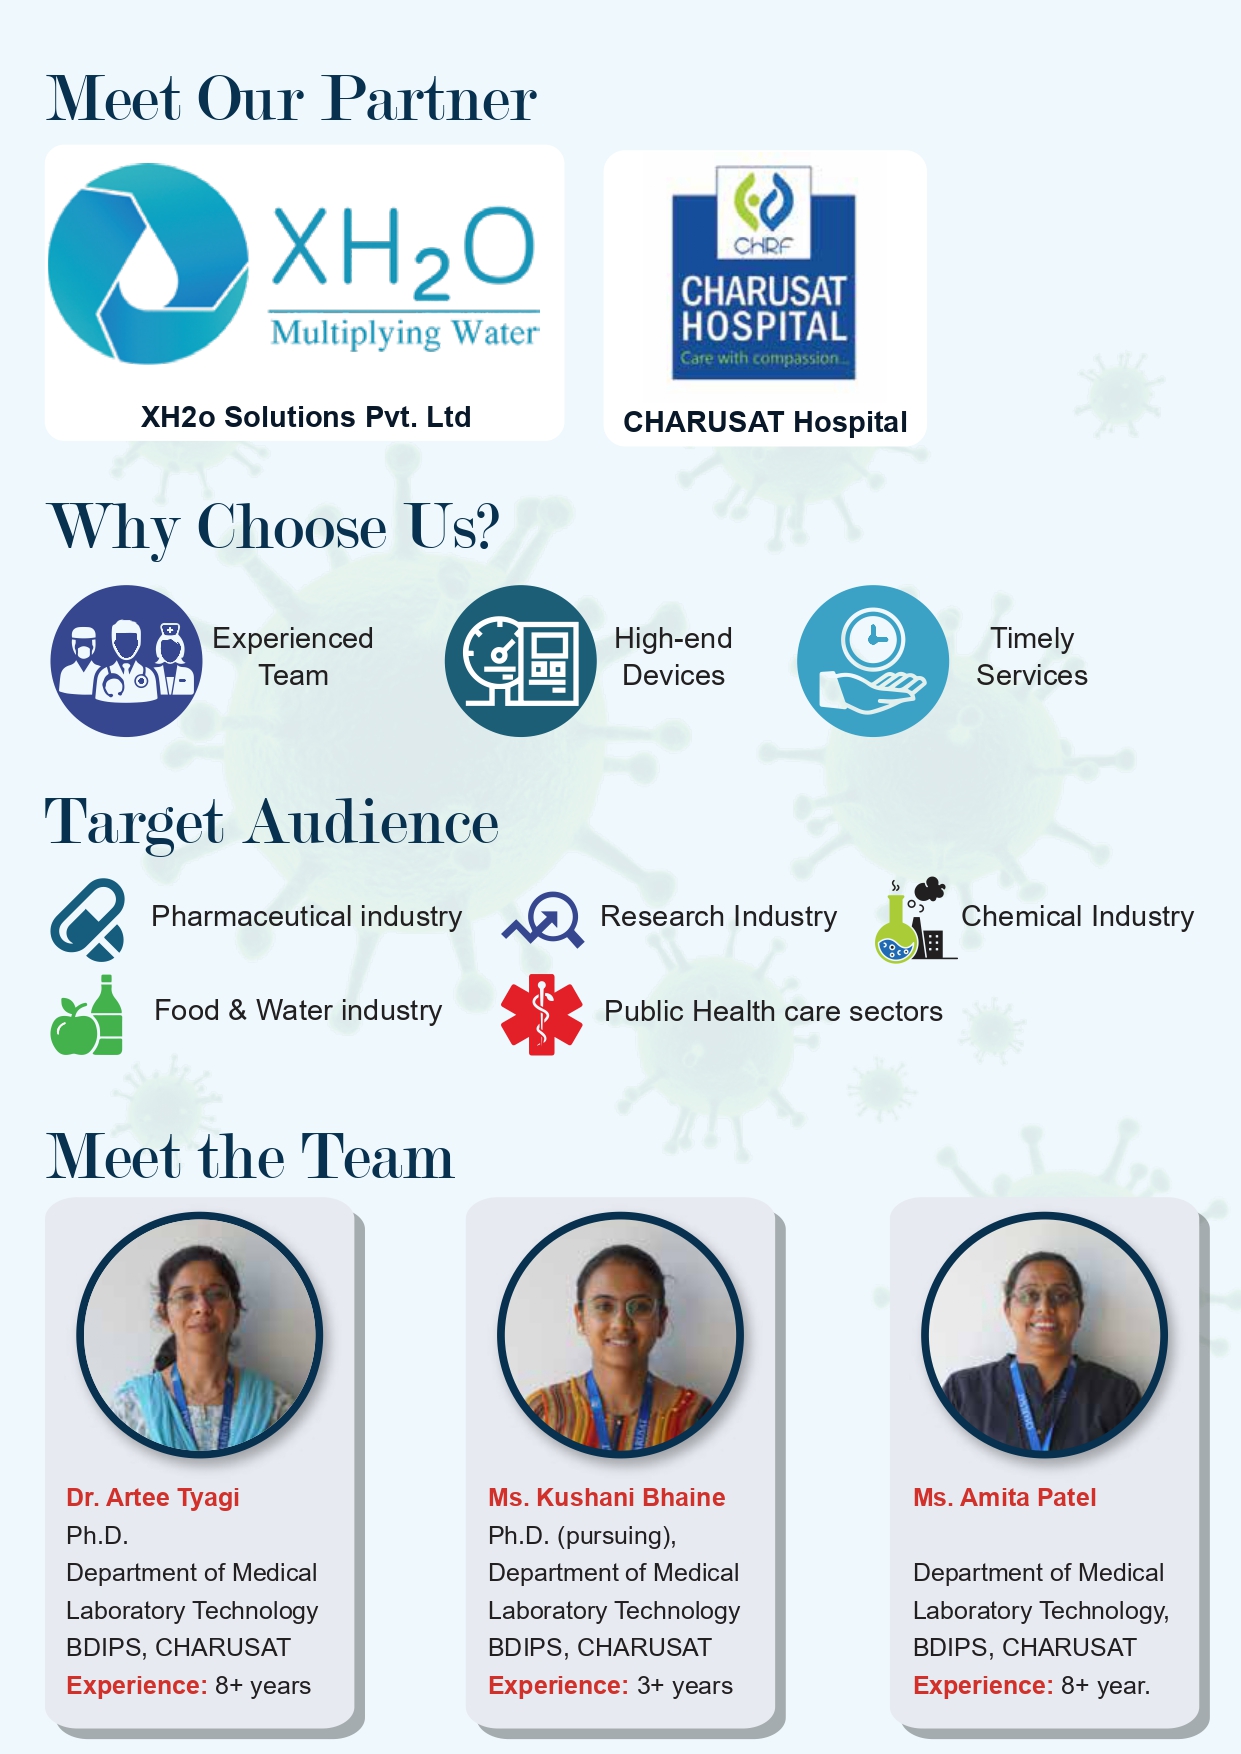 Meet Our Partner
XH2O
Multiplying Water
XH2o Solutions Pvt. Ltd
CHRF
CHARUSAT
HOSPITAL
Care with compassion...
CHARUSAT Hospital
Why Choose Us?
Experienced
Team
High-end
Devices
Timely
Services
Target Audience
Pharmaceutical industry
Research Industry
Chemical Industry
Food & Water industry
Public Health care sectors
Meet the Team
Dr. Artee Tyagi
Ph.D.
Department of Medical
Laboratory Technology
BDIPS, CHARUSAT
Experience: 8+ years
Ms. Kushani Bhaine
Ph.D. (pursuing),
Department of Medical
Laboratory Technology
BDIPS, CHARUSAT
Experience: 3+ years
Ms. Amita Patel
Department of Medical
Laboratory Technology,
BDIPS, CHARUSAT
Experience: 8+ year.